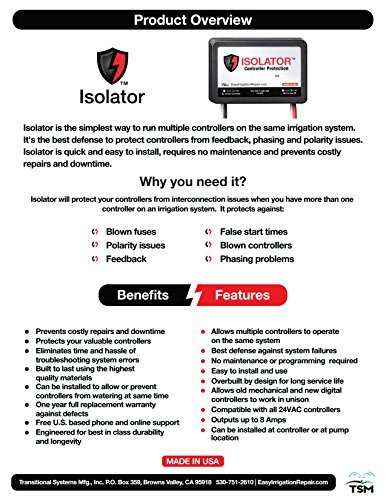 Product Overview
Isolator
TM
ISOLATOR™
Controller Protection
EasyIrrigationRepair.com
Isolator is the simplest way to run multiple controllers on the same irrigation system.
It's the best defense to protect controllers from feedback, phasing and polarity issues.
Isolator is quick and easy to install, requires no maintenance and prevents costly
repairs and downtime.
Why you need it?
Isolator will protect your controllers from interconnection issues when you have more than one
controller on an irrigation system. It protects against:
Blown fuses
Polarity issues
Feedback
False start times
Blown controllers
Phasing problems
Benefits
Features
• Prevents costly repairs and downtime
• Protects your valuable controllers
• Eliminates time and hassle of
troubleshooting system errors
• Built to last using the highest
quality materials
• Can be installed to allow or prevent
controllers from watering at same time
• One year full replacement warranty
against defects
• Free U.S. based phone and online support
• Engineered for best in class durability
and longevity
• Allows multiple controllers to operate
on the same system
• Best defense against system failures
• No maintenance or programming required
• Easy to install and use
• Overbuilt by design for long service life
• Allows old mechanical and new digital
controllers to work in unison
• Compatible with all 24VAC controllers
• Outputs up to 8 Amps
• Can be installed at controller or at pump
location
MADE IN USA
Transitional Systems Mfg., Inc. P.O. Box 359, Browns Valley, CA 95918 530-751-2610 | EasyIrrigationRepair.com
TSM